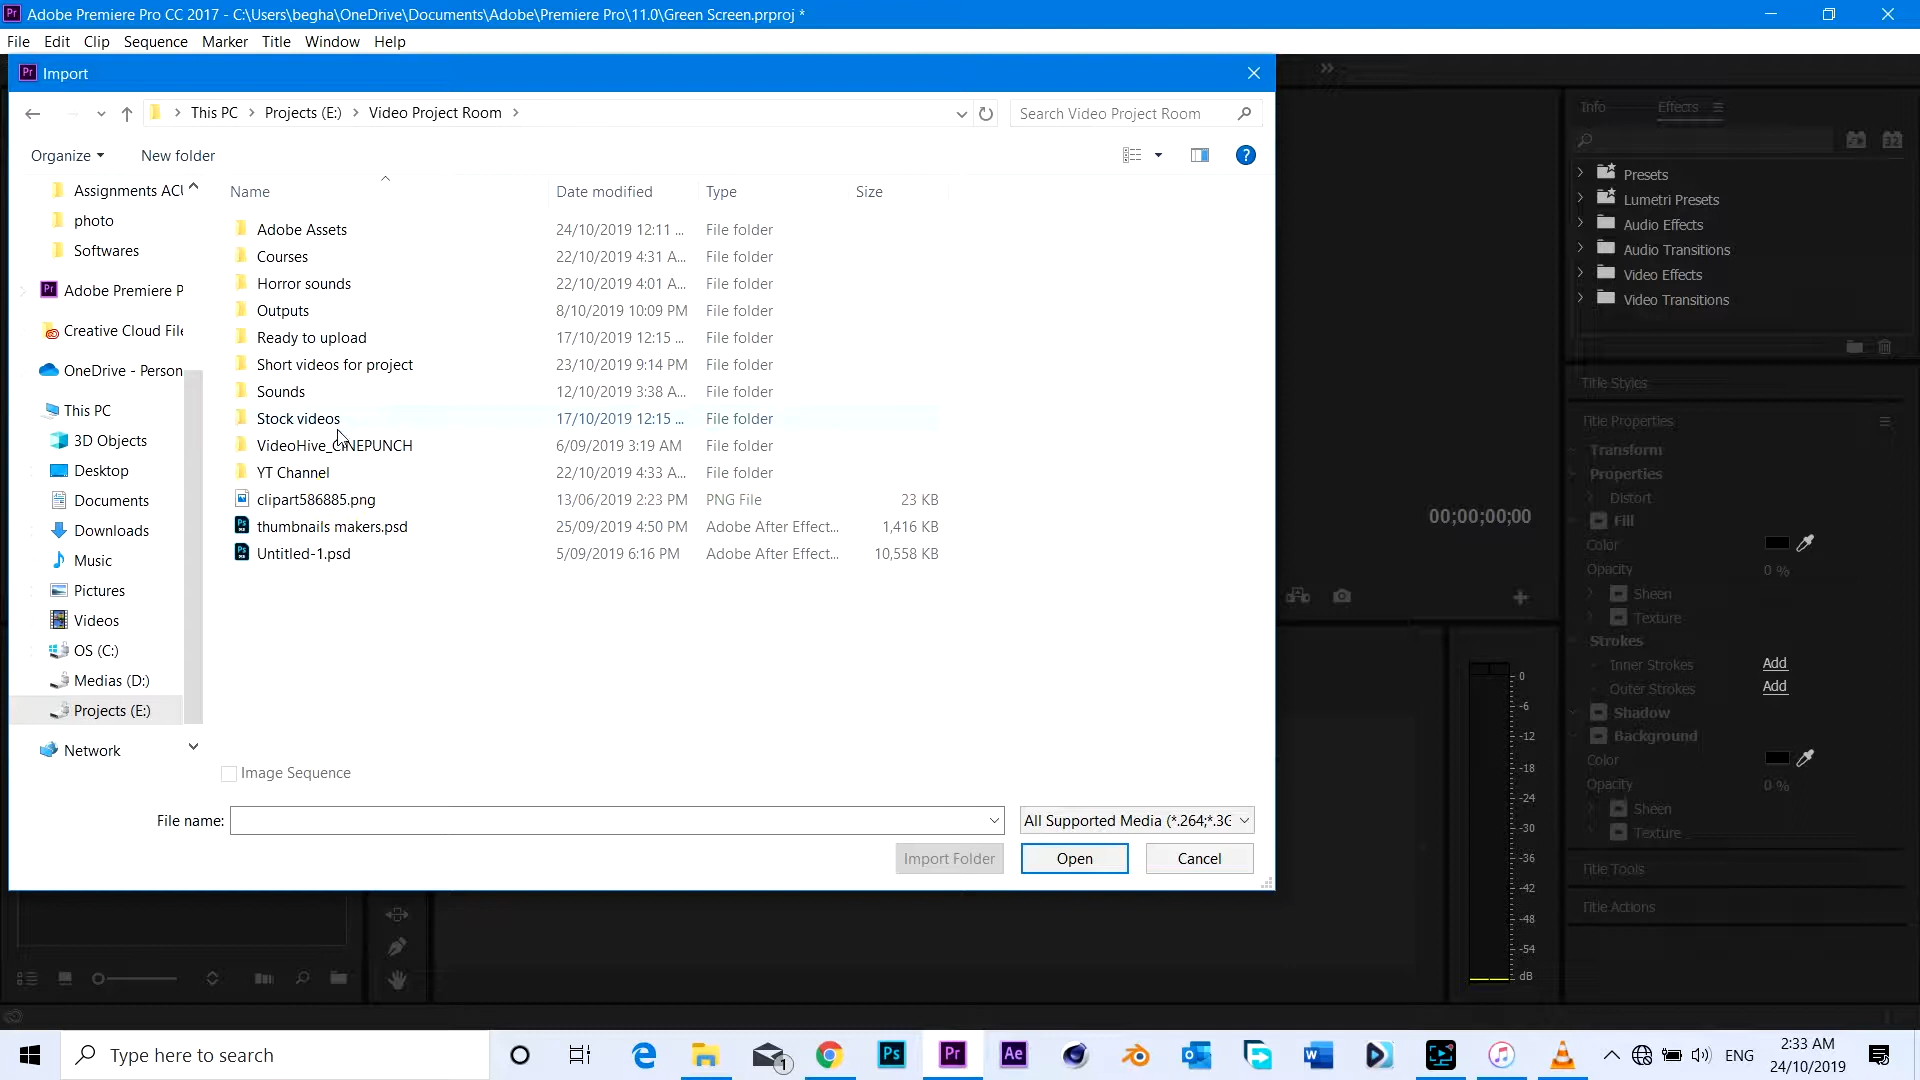 Adobe Premiere Pro CC 2017 - C:\Users\begha\OneDrive\Documents\Adobe\Premiere Pro\11.0\Green Screen.prproj *
File Edit Clip Sequence Marker Title Window Help
Import
This PC > Projects (E:) > Video Project Room >
Search Video Project Room
Organize
New folder
Assignments ACU
photo
Softwares
Adobe Premiere P
Creative Cloud File
OneDrive - Person
This PC
3D Objects
Desktop
Documents
Downloads
Music
Pictures
Videos
OS (C:)
Medias (D:)
Projects (E:)
Network
Name Date modified Type Size
Adobe Assets 24/10/2019 12:11 ... File folder
Courses 22/10/2019 4:31 A... File folder
Horror sounds 22/10/2019 4:01 A... File folder
Outputs 8/10/2019 10:09 PM File folder
Ready to upload 17/10/2019 12:15 ... File folder
Short videos for project 23/10/2019 9:14 PM File folder
Sounds 12/10/2019 3:38 A... File folder
Stock videos 17/10/2019 12:15 ... File folder
VideoHive_CINEPUNCH 6/09/2019 3:19 AM File folder
YT Channel 22/10/2019 4:33 A... File folder
clipart586885.png 13/06/2019 2:23 PM PNG File 23 KB
thumbnails makers.psd 25/09/2019 4:50 PM Adobe After Effect... 1,416 KB
Untitled-1.psd 5/09/2019 6:16 PM Adobe After Effect... 10,558 KB
Image Sequence
File name:
All Supported Media (*.264;*.3G
Import Folder Open Cancel
00;00;00;00
0
-6
-12
-18
-24
-30
-36
-42
-48
-54
dB
Info Effects
32
Presets
Lumetri Presets
Audio Effects
Audio Transitions
Video Effects
Video Transitions
Title Styles
Title Properties
Transform
Properties
Distort
Fill
Color
Opacity 0 %
Sheen
Texture
Strokes
Inner Strokes Add
Outer Strokes Add
Shadow
Background
Color
Opacity 0 %
Sheen
Texture
Title Tools
Title Actions
Type here to search
1
Ps
Pr
Ae
ENG
2:33 AM
24/10/2019